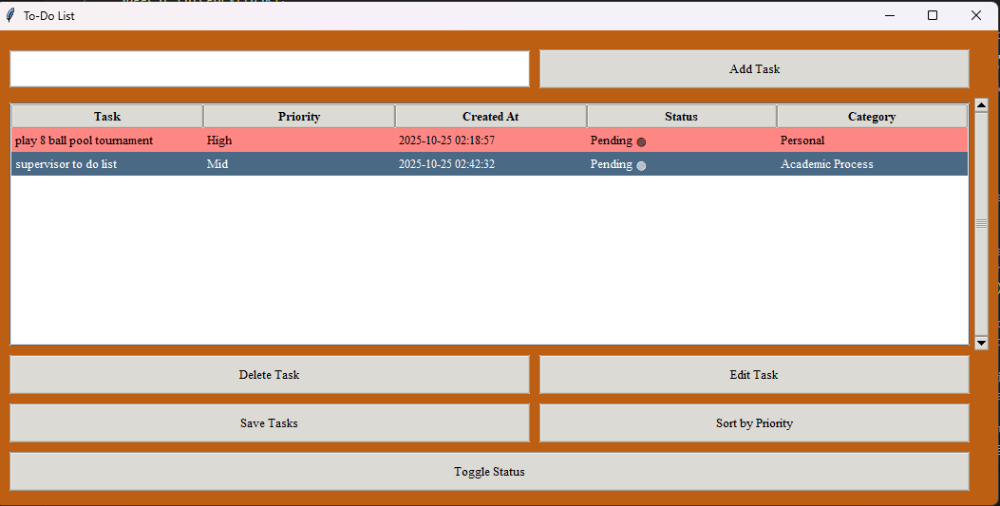 To-Do List
Add Task
Task Priority Created At Status Category
play 8 ball pool tournament High 2025-10-25 02:18:57 Pending Personal
supervisor to do list Mid 2025-10-25 02:42:32 Pending Academic Process
Delete Task Edit Task
Save Tasks Sort by Priority
Toggle Status